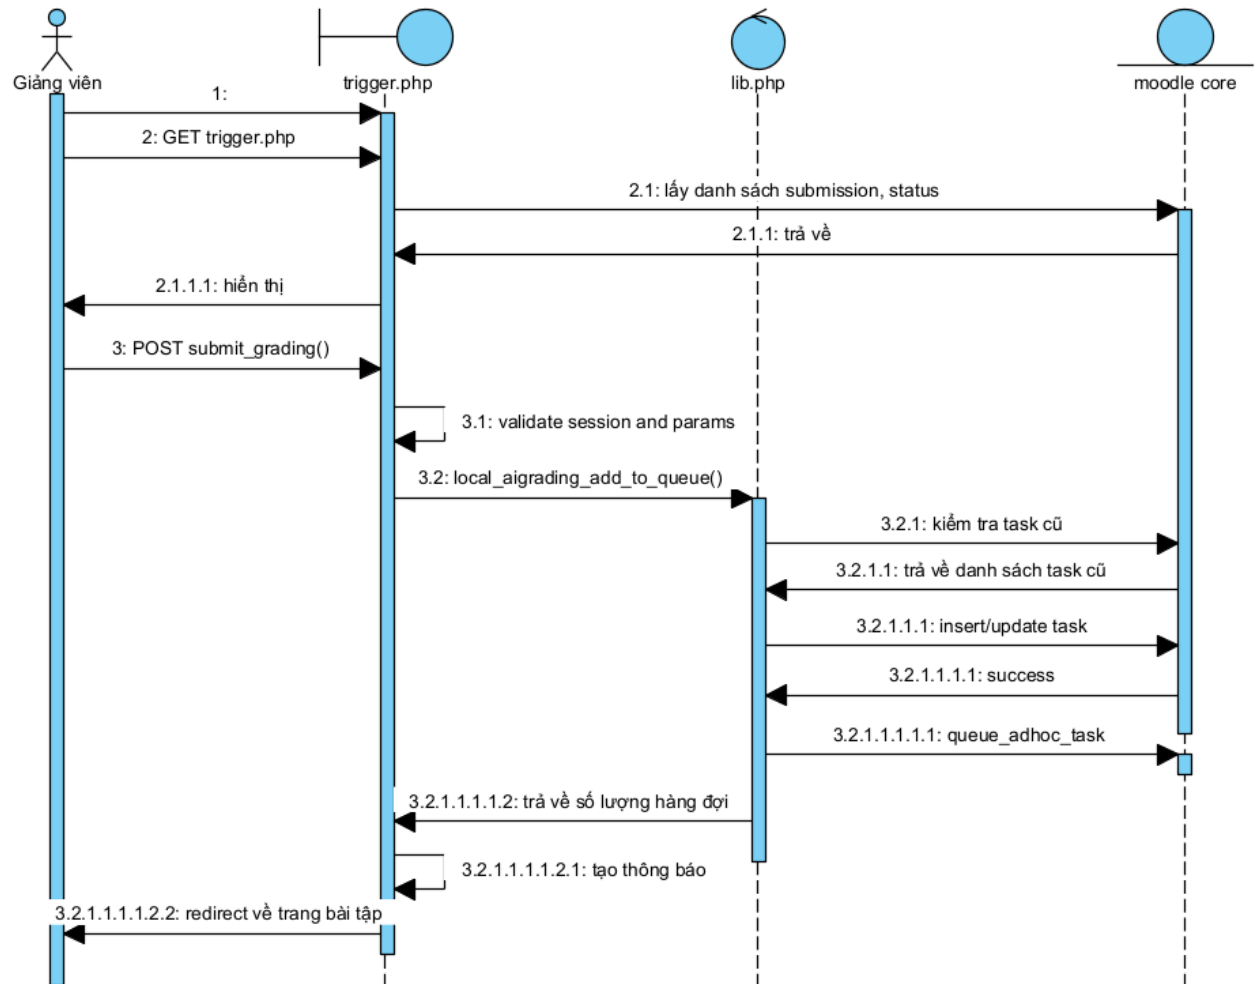 Giảng viên
trigger.php
lib.php
moodle core
1:
2: GET trigger.php
2.1: lấy danh sách submission, status
2.1.1: trả về
2.1.1.1: hiển thị
3: POST submit_grading()
3.1: validate session and params
3.2: local_aigrading_add_to_queue()
3.2.1: kiểm tra task cũ
3.2.1.1: trả về danh sách task cũ
3.2.1.1.1: insert/update task
3.2.1.1.1.1: success
3.2.1.1.1.1.1: queue_adhoc_task
3.2.1.1.1.1.2: trả về số lượng hàng đợi
3.2.1.1.1.1.2.1: tạo thông báo
3.2.1.1.1.1.2.2: redirect về trang bài tập